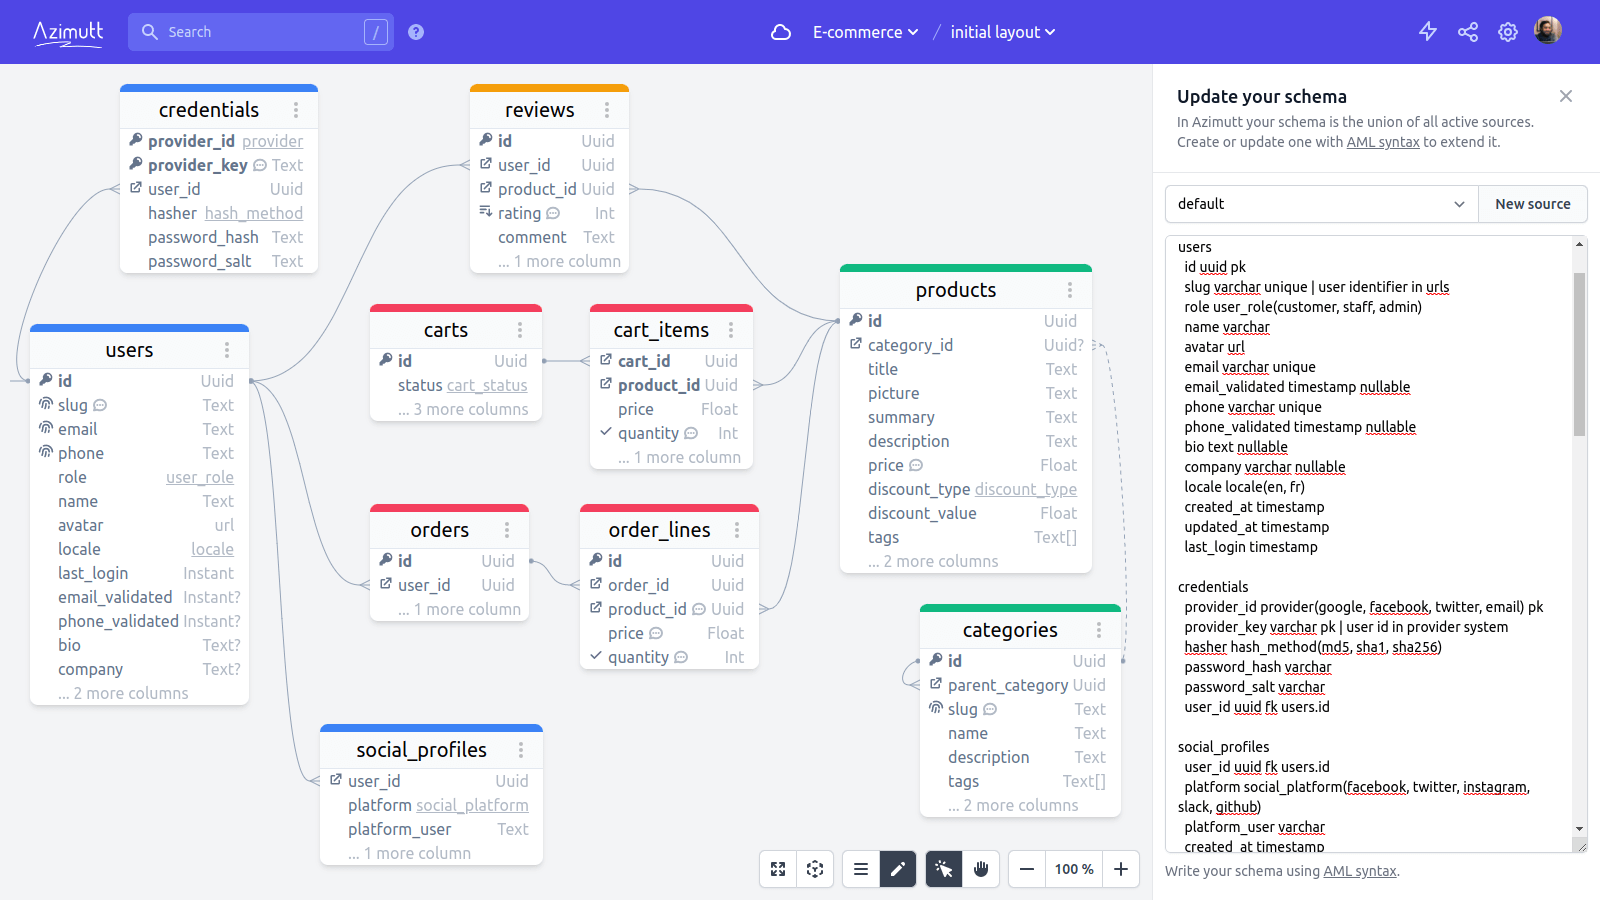 Azimutt
Search
/
?
E-commerce
/
initial layout
credentials
provider_id provider
provider_key Text
user_id Uuid
hasher hash_method
password_hash Text
password_salt Text
reviews
id Uuid
user_id Uuid
product_id Uuid
rating Int
comment Text
... 1 more column
users
id Uuid
slug Text
email Text
phone Text
role user_role
name Text
avatar url
locale locale
last_login Instant
email_validated Instant?
phone_validated Instant?
bio Text?
company Text?
... 2 more columns
carts
id Uuid
status cart_status
... 3 more columns
cart_items
cart_id Uuid
product_id Uuid
price Float
quantity Int
... 1 more column
orders
id Uuid
user_id Uuid
... 1 more column
order_lines
id Uuid
order_id Uuid
product_id Uuid
price Float
quantity Int
social_profiles
user_id Uuid
platform social_platform
platform_user Text
... 1 more column
products
id Uuid
category_id Uuid?
title Text
picture Text
summary Text
description Text
price Float
discount_type discount_type
discount_value Float
tags Text[]
... 2 more columns
categories
id Uuid
parent_category Uuid
slug Text
name Text
description Text
tags Text[]
... 2 more columns
100 %
Update your schema
In Azimutt your schema is the union of all active sources.
Create or update one with AML syntax to extend it.
default
New source
users
id uuid pk
slug varchar unique | user identifier in urls
role user_role(customer, staff, admin)
name varchar
avatar url
email varchar unique
email_validated timestamp nullable
phone varchar unique
phone_validated timestamp nullable
bio text nullable
company varchar nullable
locale locale(en, fr)
created_at timestamp
updated_at timestamp
last_login timestamp
credentials
provider_id provider(google, facebook, twitter, email) pk
provider_key varchar pk | user id in provider system
hasher hash_method(md5, sha1, sha256)
password_hash varchar
password_salt varchar
user_id uuid fk users.id
social_profiles
user_id uuid fk users.id
platform social_platform(facebook, twitter, instagram,
slack, github)
platform_user varchar
created_at timestamp
Write your schema using AML syntax.